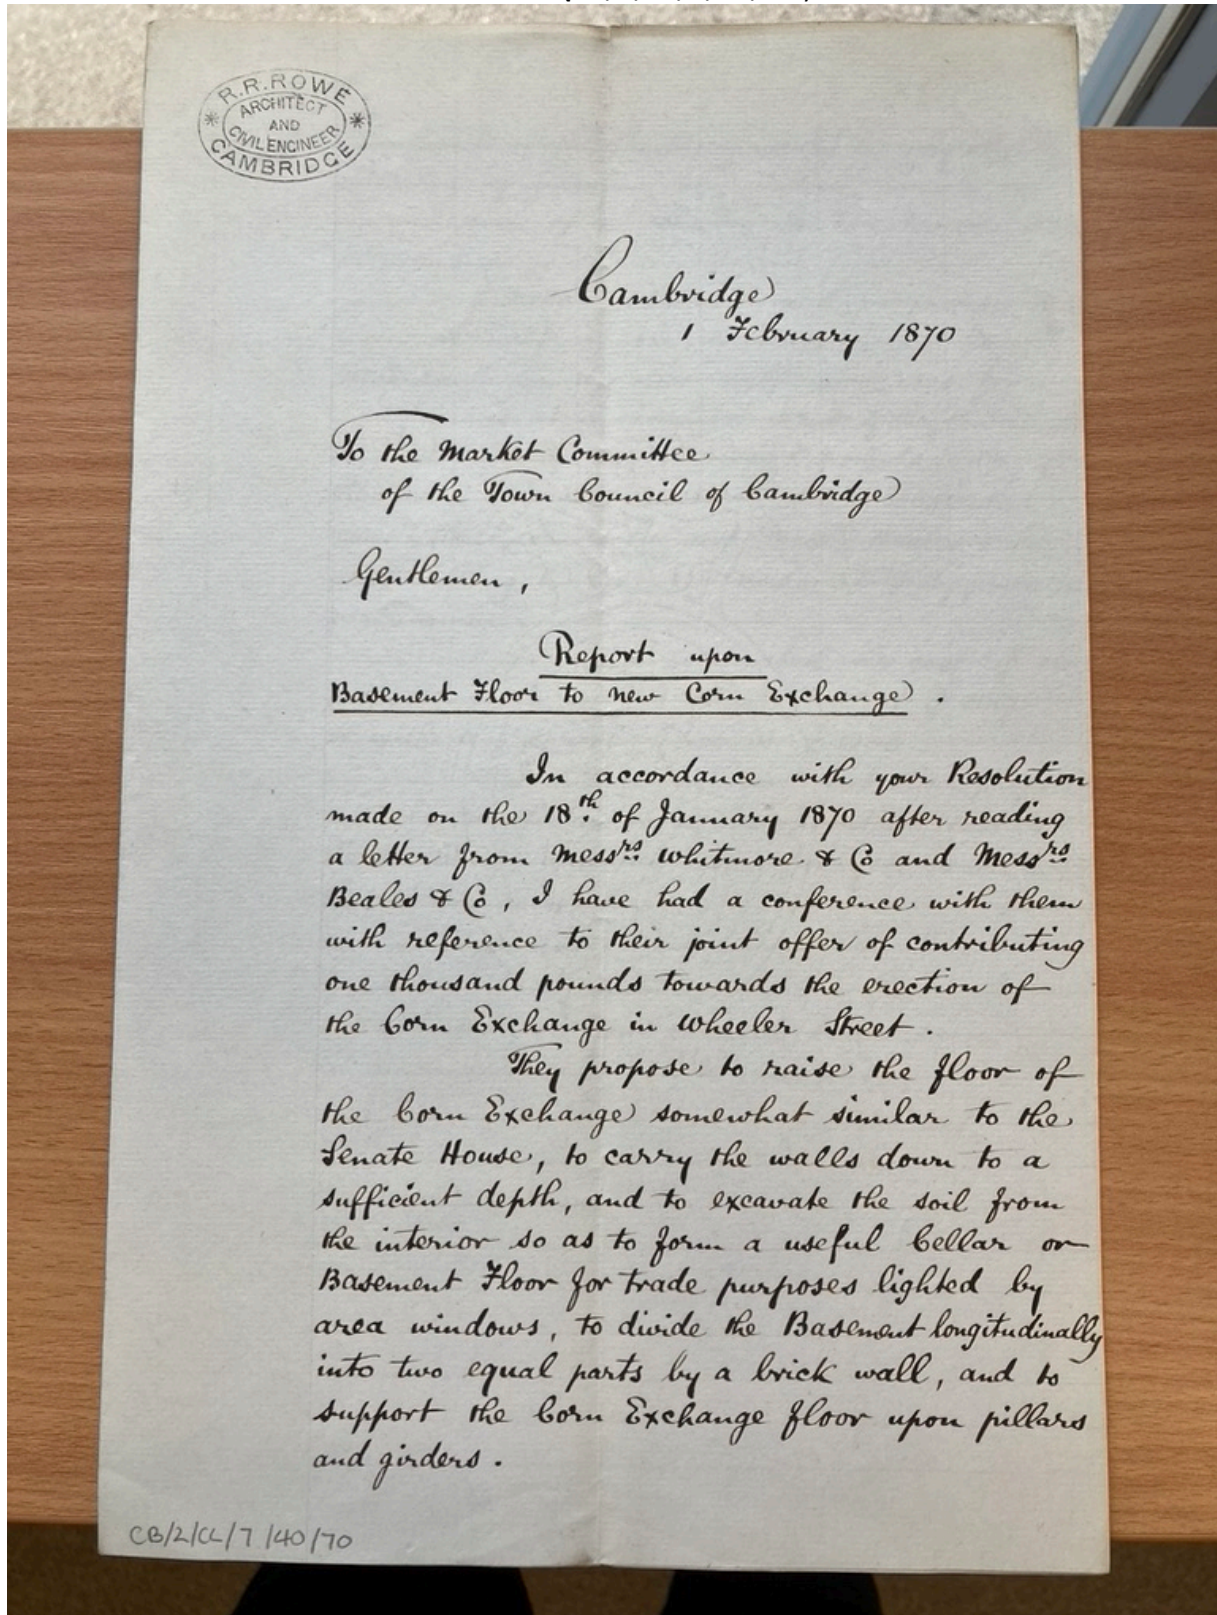 R.R.ROWE
ARCHITECT
AND
CIVIL ENGINEER
CAMBRIDGE
Cambridge
1 February 1870
To the Market Committee
of the Town Council of Cambridge
Gentlemen,
Report upon
Basement Floor to new Corn Exchange.
In accordance with your Resolution
made on the 18th of January 1870 after reading
a letter from Messrs Whitmore & Co and Messrs
Beales & Co, I have had a conference with them
with reference to their joint offer of contributing
one thousand pounds towards the erection of
the Corn Exchange in Wheeler Street.
They propose to raise the floor of
the Corn Exchange somewhat similar to the
Senate House, to carry the walls down to a
sufficient depth, and to excavate the soil from
the interior so as to form a useful Cellar or
Basement Floor for trade purposes lighted by
area windows, to divide the Basement longitudinally
into two equal parts by a brick wall, and to
support the Corn Exchange floor upon pillars
and girders.
CB/2/CL/7/40/70